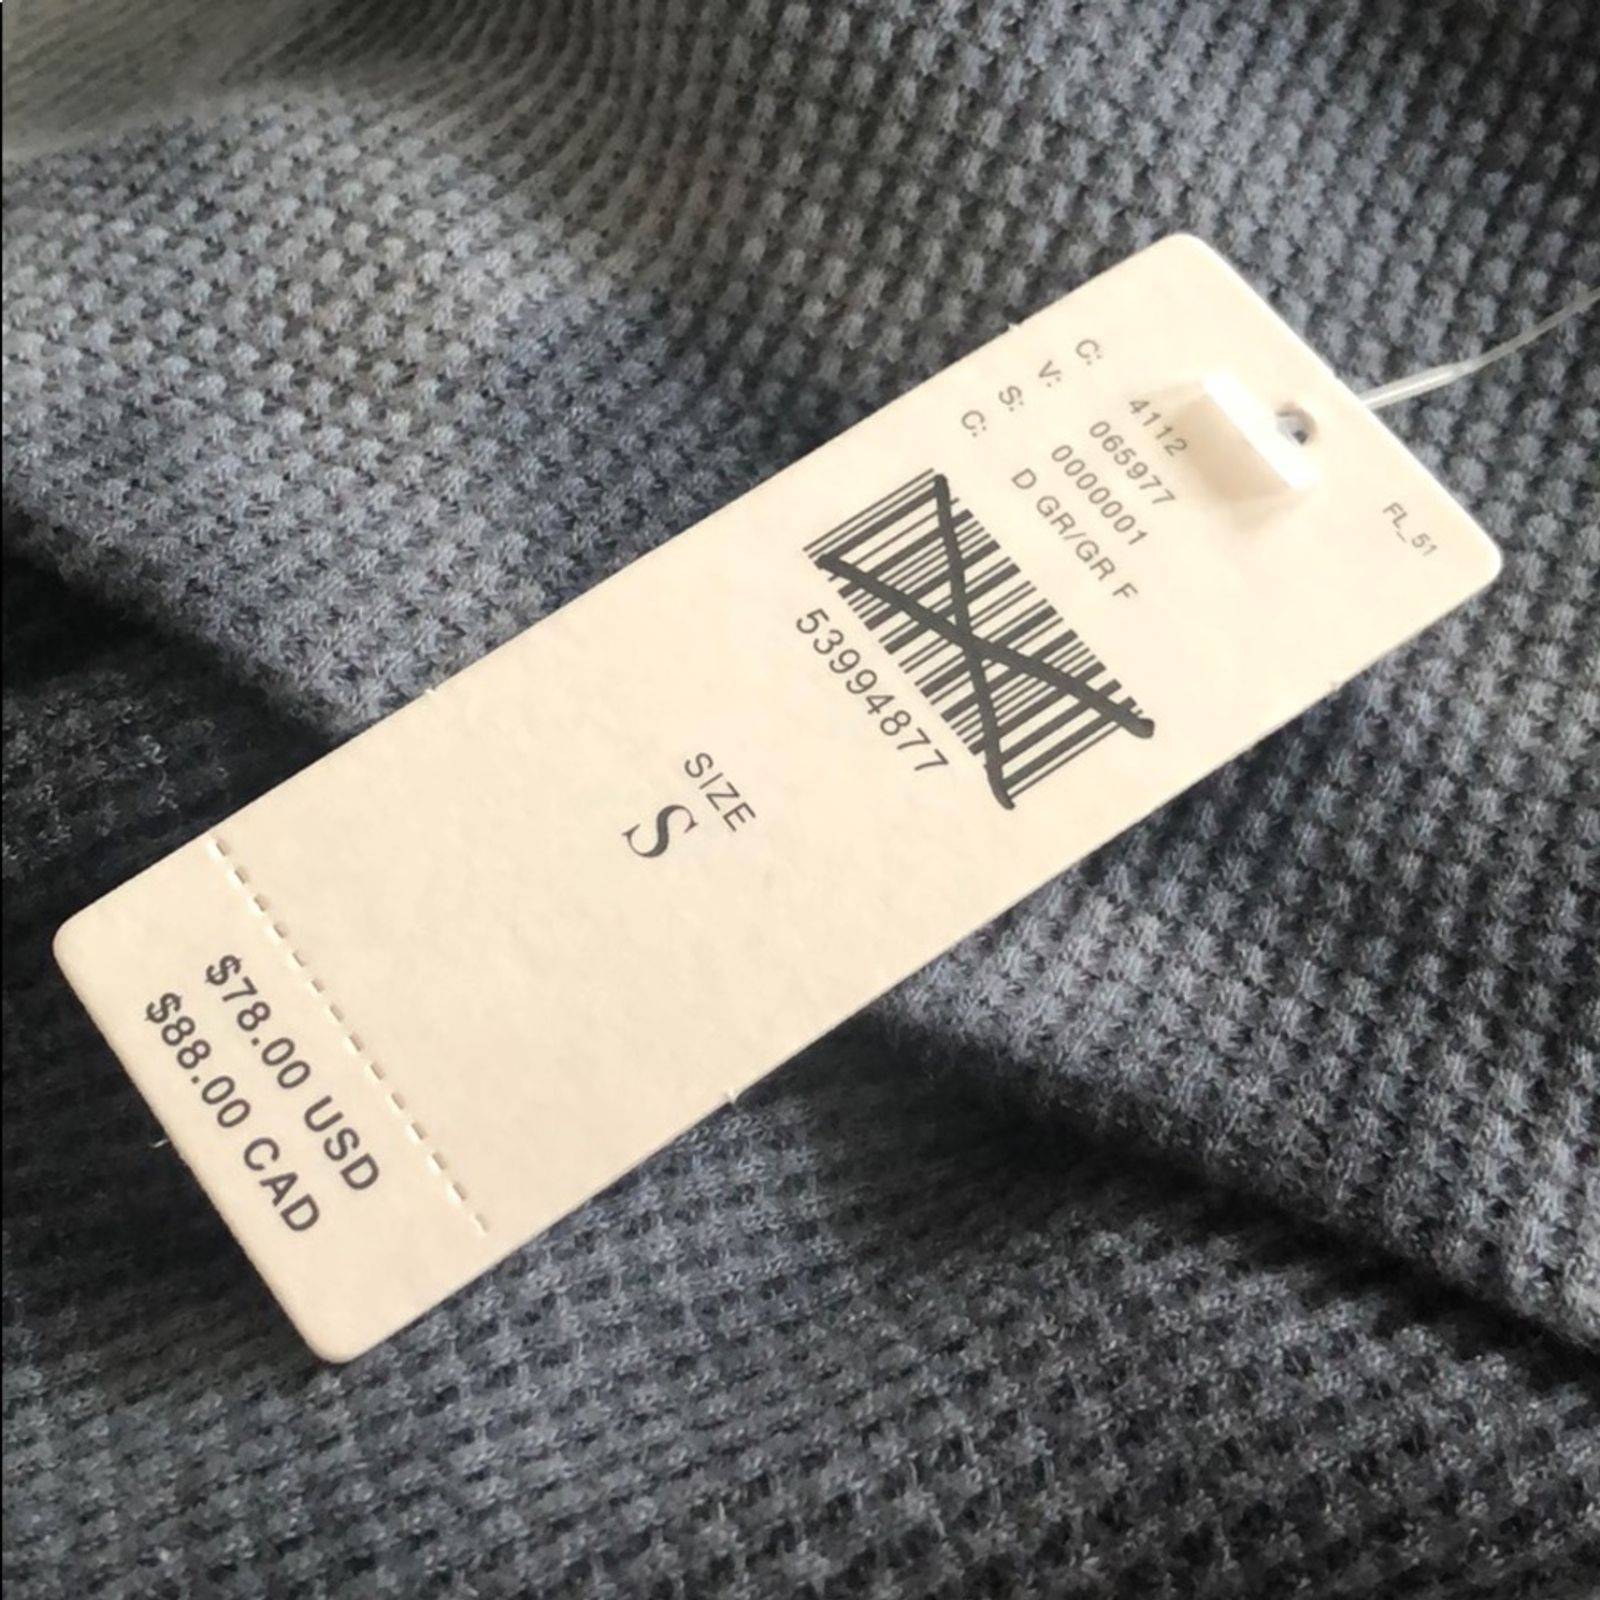 FL_51
C: 4112
V: 065977
S: 0000001
C: D GR/GR F
53994877
SIZE
S
$78.00 USD
$88.00 CAD